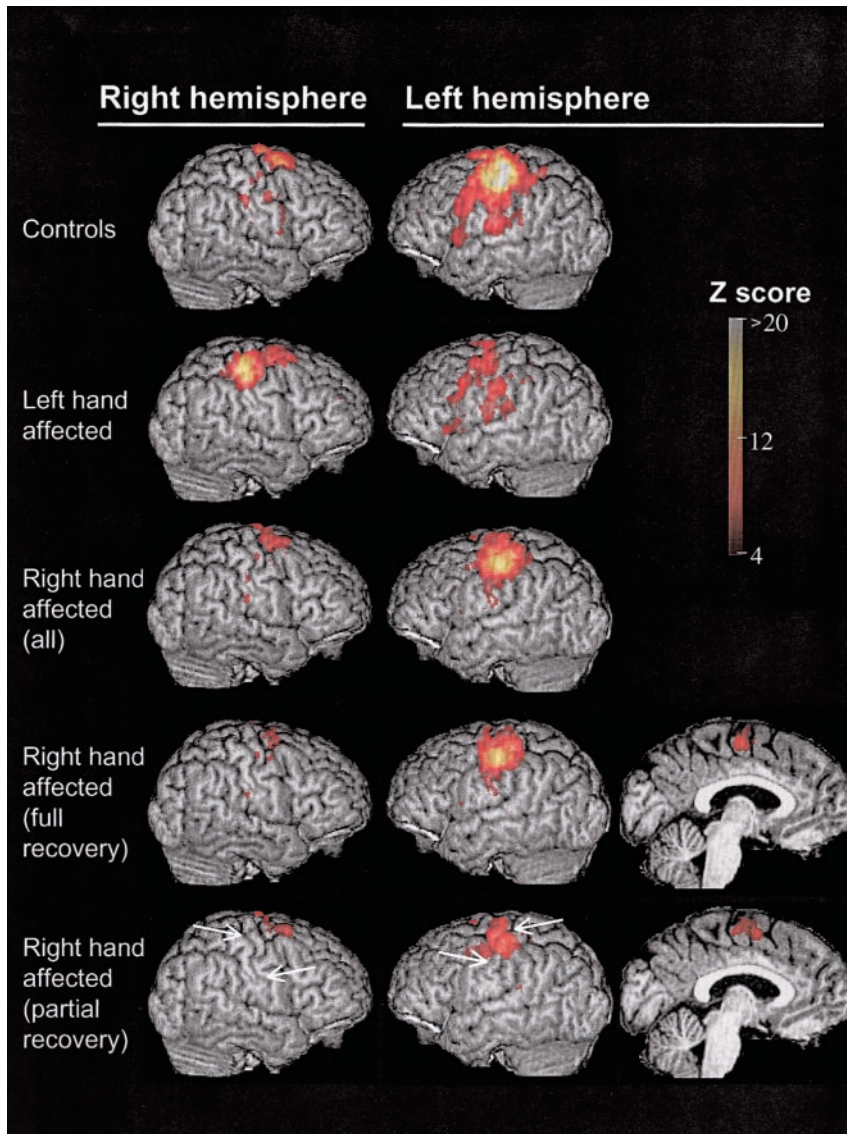 Right hemisphere
Left hemisphere
Controls
Z score
>20
12
4
Left hand
affected
Right hand
affected
(all)
Right hand
affected
(full
recovery)
Right hand
affected
(partial
recovery)